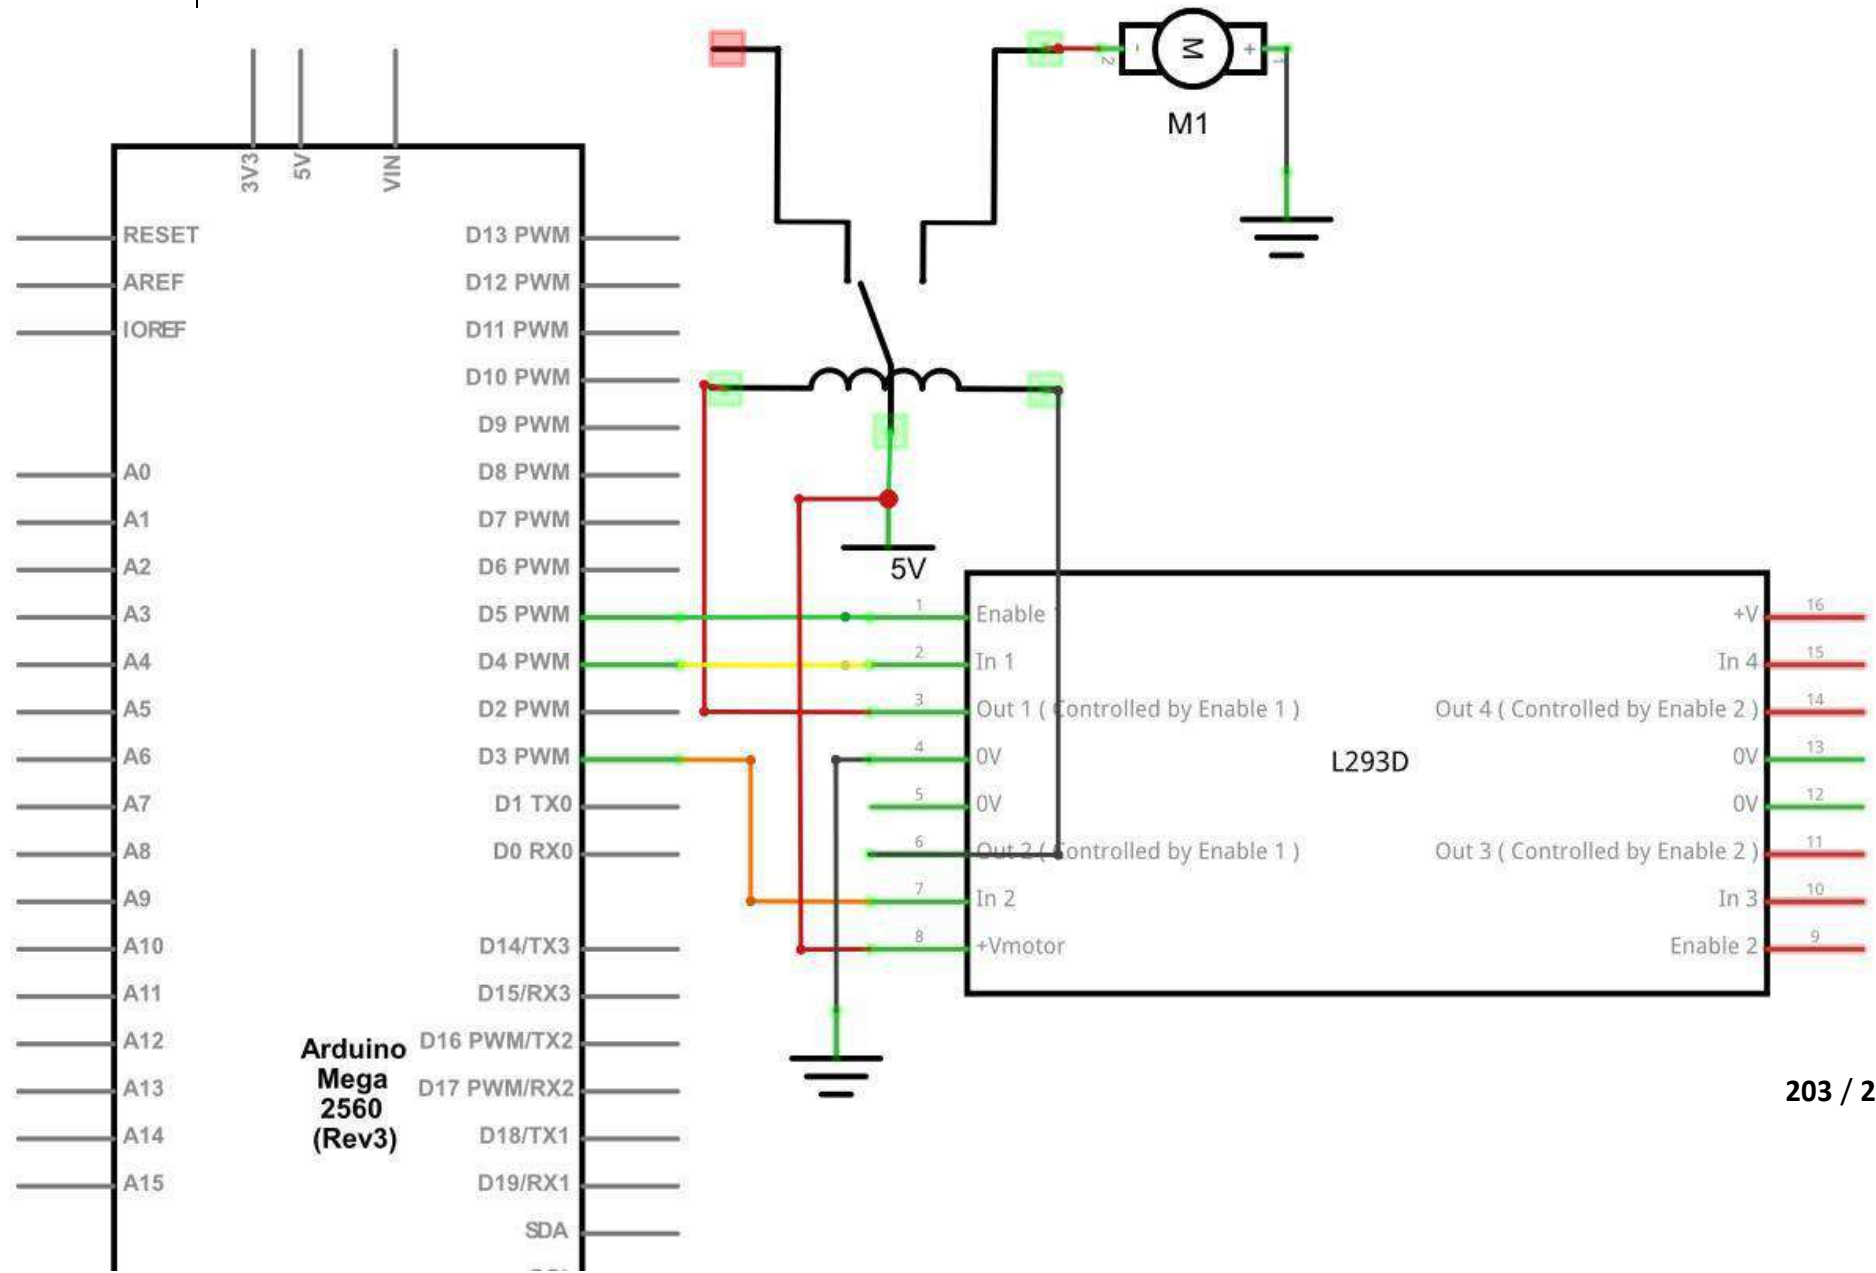 M
-
+
2
1
M1
3V3
5V
VIN
RESET
AREF
IOREF
A0
A1
A2
A3
A4
A5
A6
A7
A8
A9
A10
A11
A12
A13
A14
A15
D13 PWM
D12 PWM
D11 PWM
D10 PWM
D9 PWM
D8 PWM
D7 PWM
D6 PWM
D5 PWM
D4 PWM
D2 PWM
D3 PWM
D1 TX0
D0 RX0
D14/TX3
D15/RX3
D16 PWM/TX2
D17 PWM/RX2
D18/TX1
D19/RX1
SDA
Arduino
Mega
2560
(Rev3)
5V
1 Enable
2 In 1
3 Out 1 ( Controlled by Enable 1 )
4 0V
5 0V
6 Out 2 ( Controlled by Enable 1 )
7 In 2
8 +Vmotor
L293D
+V 16
In 4 15
Out 4 ( Controlled by Enable 2 ) 14
0V 13
0V 12
Out 3 ( Controlled by Enable 2 ) 11
In 3 10
Enable 2 9
203 / 2